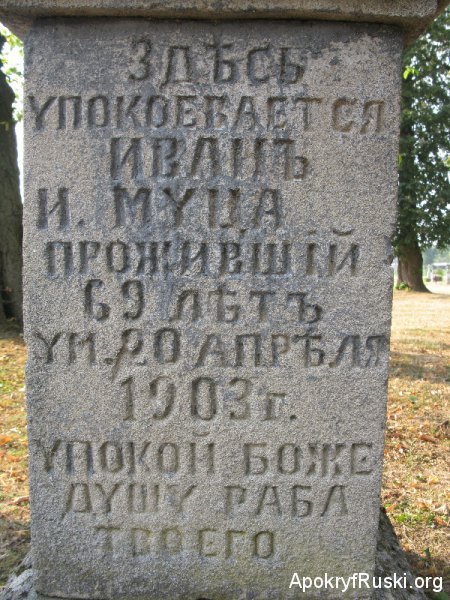 ЗДѢСЬ
УПОКОЕВАЕТСЯ
ИВАНЪ
И. МУЦА
ПРОЖИВШІЙ
69 ЛѢТЪ
УМ. 20 АПРѢЛЯ
1903 г.
УПОКОЙ БОЖЕ
ДУШУ РАБА
ТВОЕГО
ApokryfRuski.org